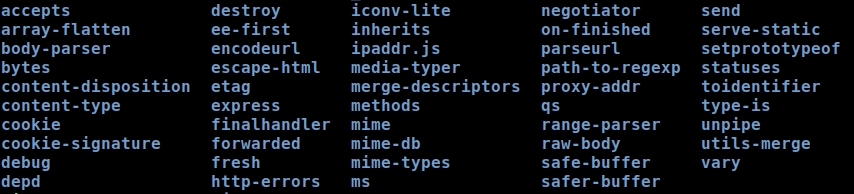 accepts destroy iconv-lite negotiator send
array-flatten ee-first inherits on-finished serve-static
body-parser encodeurl ipaddr.js parseurl setprototypeof
bytes escape-html media-typer path-to-regexp statuses
content-disposition etag merge-descriptors proxy-addr toidentifier
content-type express methods qs type-is
cookie finalhandler mime range-parser unpipe
cookie-signature forwarded mime-db raw-body utils-merge
debug fresh mime-types safe-buffer vary
depd http-errors ms safer-buffer